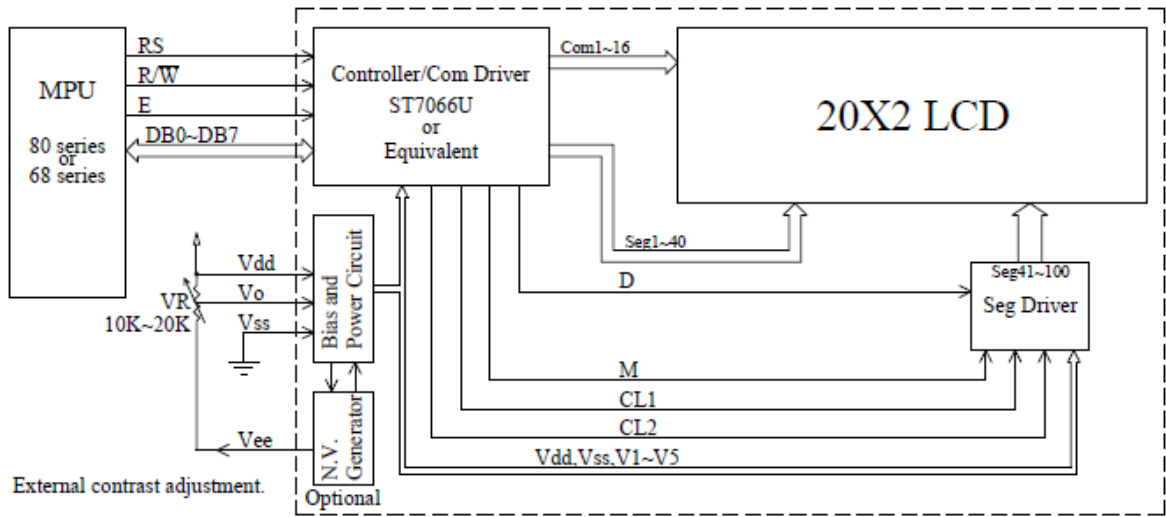 MPU
80 series
or
68 series
RS
R/W̅
E
DB0~DB7
Controller/Com Driver
ST7066U
or
Equivalent
Com1~16
20X2 LCD
Seg1~40
D
Seg41~100
Seg Driver
Vdd
Vo
Vss
VR
10K~20K
Bias and
Power Circuit
M
CL1
CL2
Vdd,Vss,V1~V5
N.V.
Generator
Optional
Vee
External contrast adjustment.